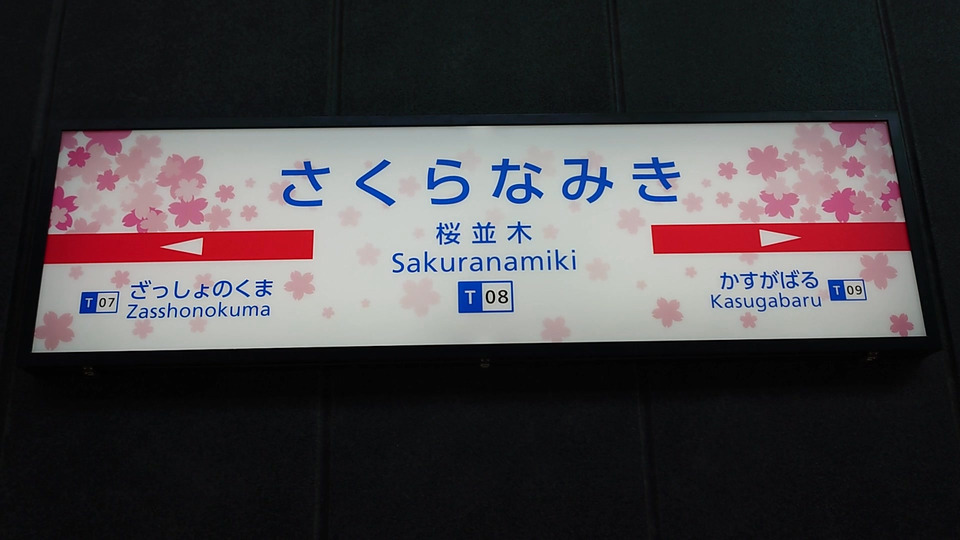 さくらなみき
桜並木
Sakuranamiki
T 08
T 07 ざっしょのくま
Zasshonokuma
かすがばる T 09
Kasugabaru